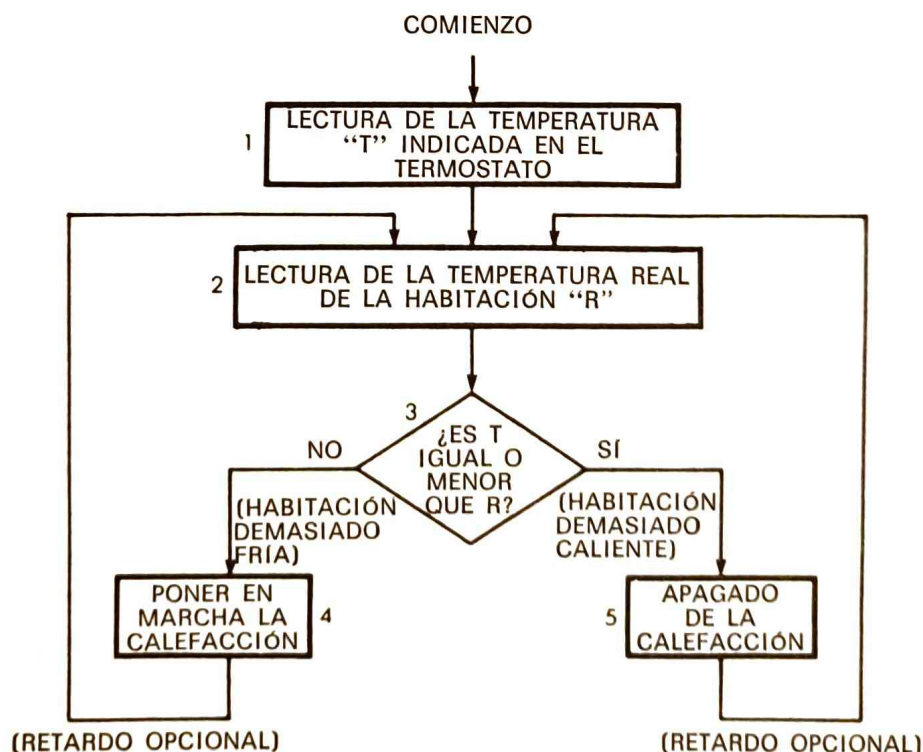 COMIENZO
1
LECTURA DE LA TEMPERATURA
“T” INDICADA EN EL
TERMOSTATO
2
LECTURA DE LA TEMPERATURA REAL
DE LA HABITACIÓN “R”
3
¿ES T
IGUAL O
MENOR
QUE R?
NO
SÍ
(HABITACIÓN
DEMASIADO
FRÍA)
(HABITACIÓN
DEMASIADO
CALIENTE)
PONER EN
MARCHA LA
CALEFACCIÓN
4
5
APAGADO
DE LA
CALEFACCIÓN
(RETARDO OPCIONAL)
(RETARDO OPCIONAL)